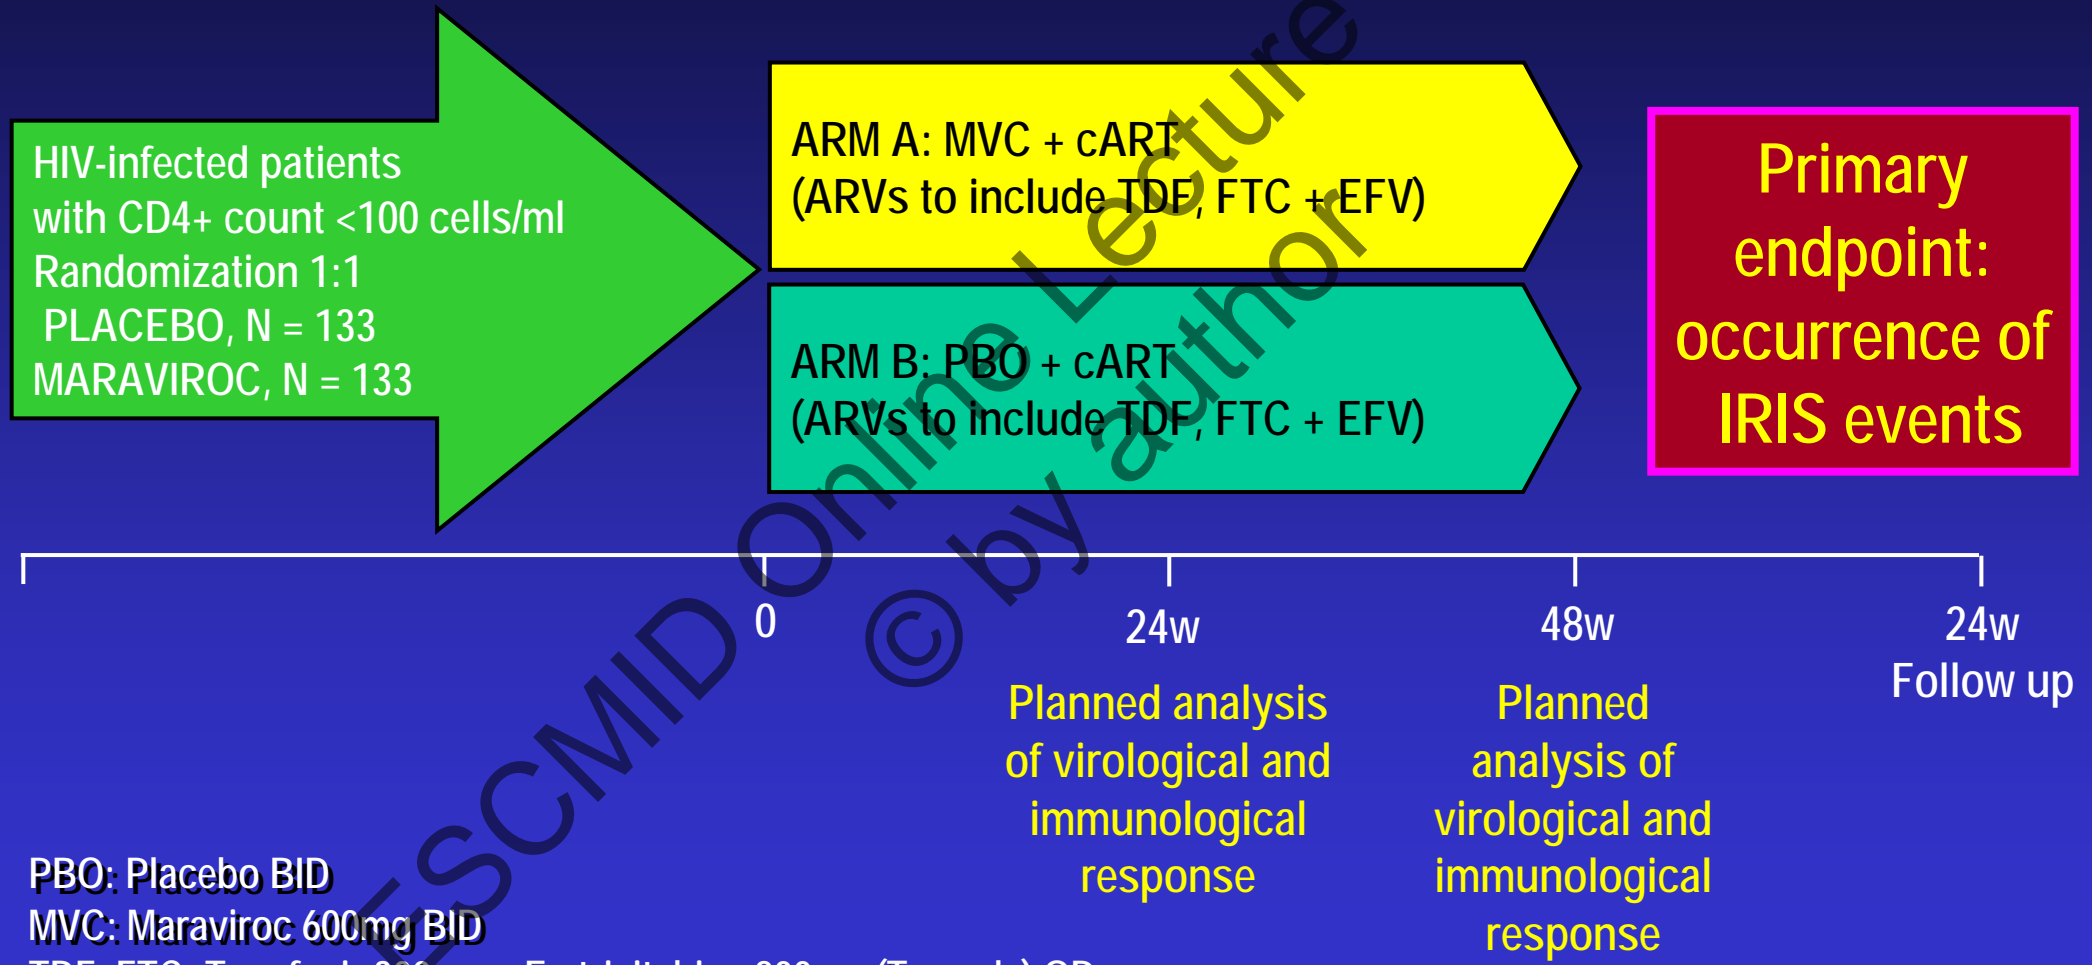 HIV-infected patients
with CD4+ count <100 cells/ml
Randomization 1:1
PLACEBO, N = 133
MARAVIROC, N = 133
ARM A: MVC + cART
(ARVs to include TDF, FTC + EFV)
ARM B: PBO + cART
(ARVs to include TDF, FTC + EFV)
Primary
endpoint:
occurrence of
IRIS events
0
24w
48w
24w
Follow up
Planned analysis
of virological and
immunological
response
Planned
analysis of
virological and
immunological
response
PBO: Placebo BID
MVC: Maraviroc 600mg BID
ESCMID Online Lecture
© by author